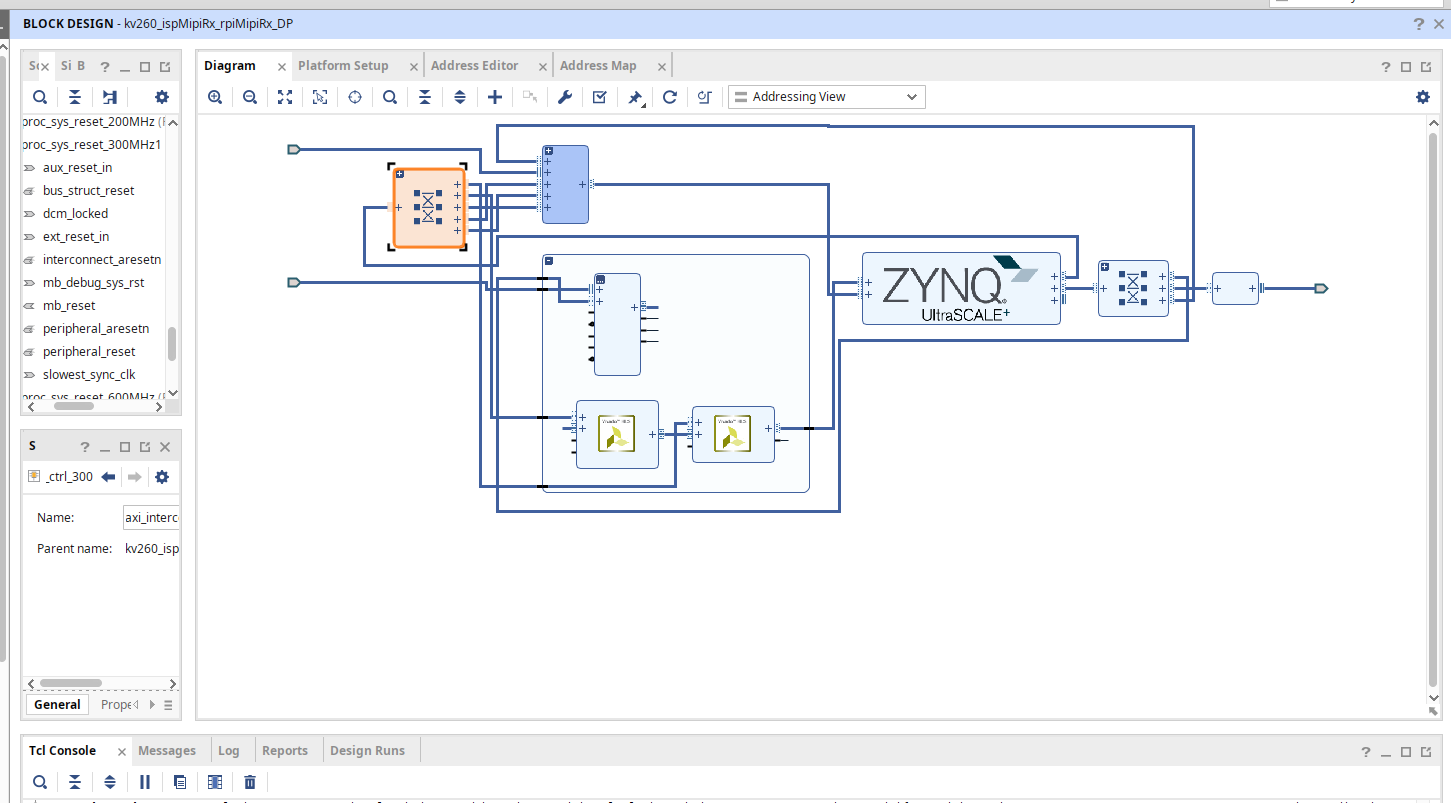 BLOCK DESIGN - kv260_ispMipiRx_rpiMipiRx_DP
Si B
Diagram
Platform Setup
Address Editor
Address Map
Addressing View
proc_sys_reset_200MHz
proc_sys_reset_300MHz1
aux_reset_in
bus_struct_reset
dcm_locked
ext_reset_in
interconnect_aresetn
mb_debug_sys_rst
mb_reset
peripheral_aresetn
peripheral_reset
slowest_sync_clk
proc_sys_reset_600MHz
ZYNQ
UltraSCALE+
S
_ctrl_300
Name: axi_interc
Parent name: kv260_isp
General
Prope
Tcl Console
Messages
Log
Reports
Design Runs